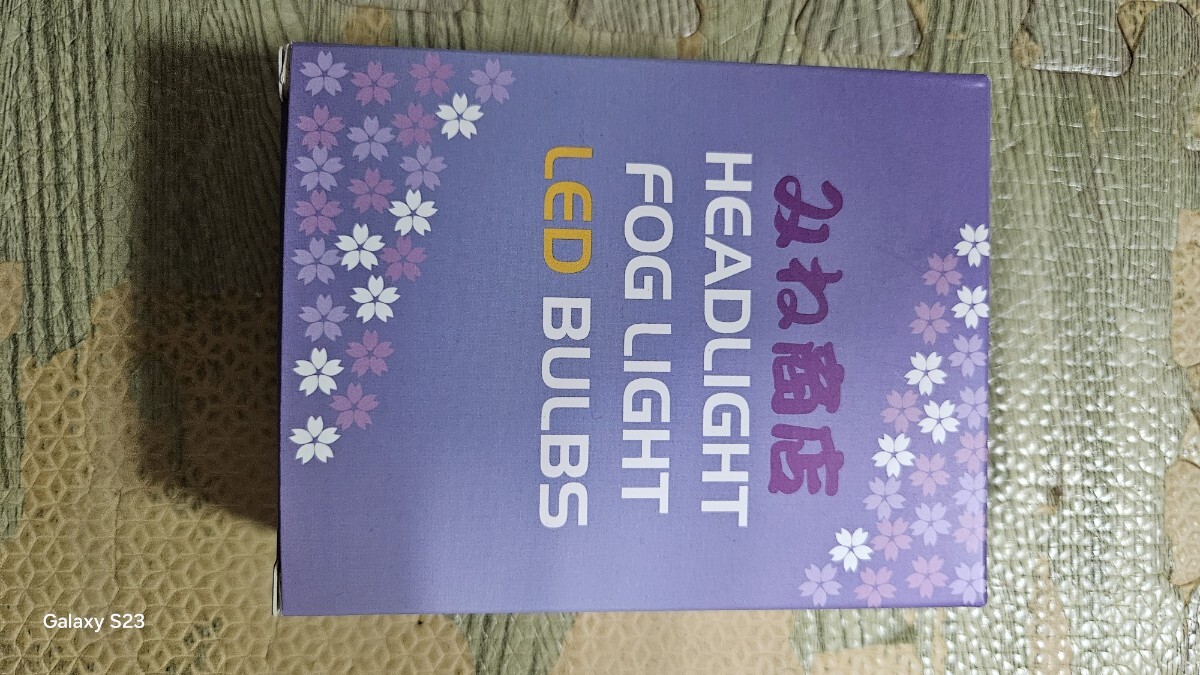 みね商店
HEADLIGHT
FOG LIGHT
LED BULBS
Galaxy S23